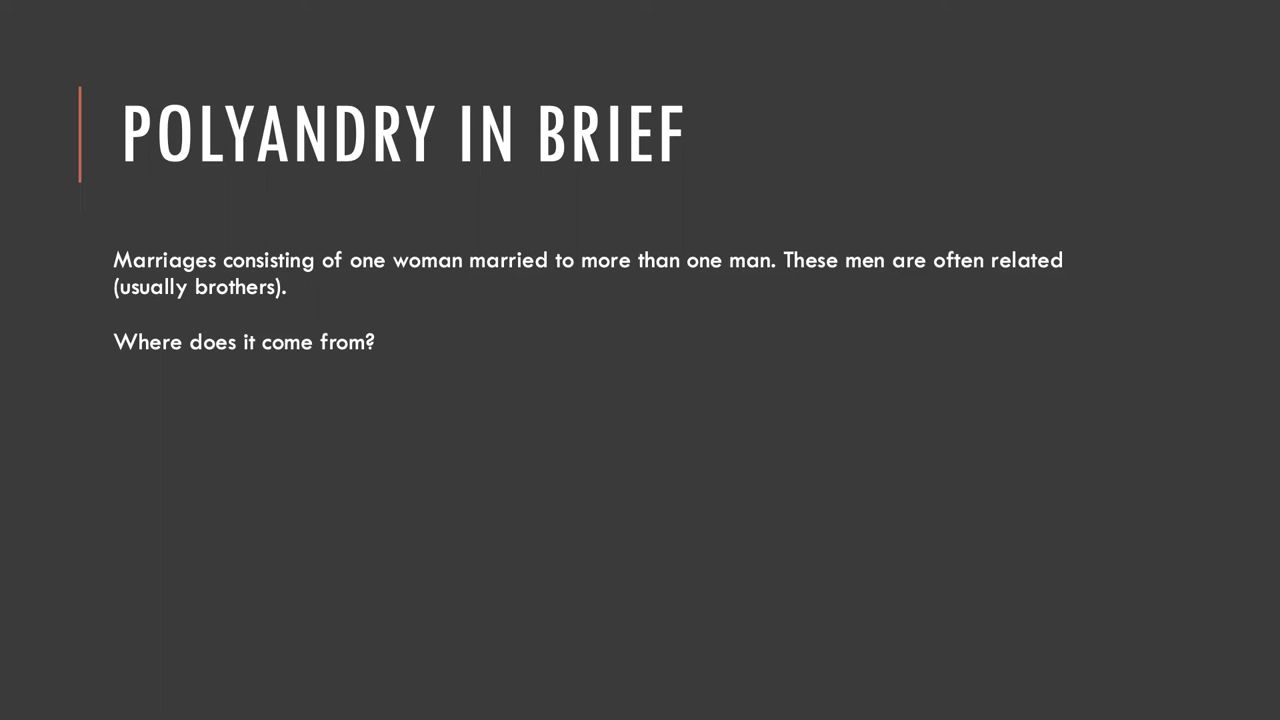 POLYANDRY IN BRIEF
Marriages consisting of one woman married to more than one man. These men are often related
(usually brothers).
Where does it come from?